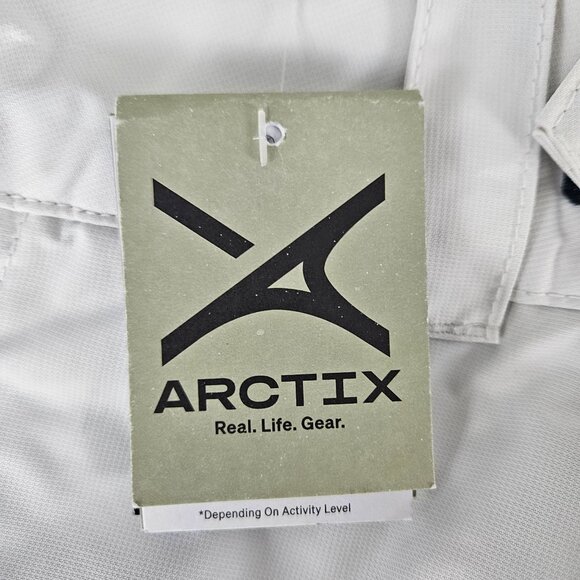 ARCTIX
Real. Life. Gear.
*Depending On Activity Level